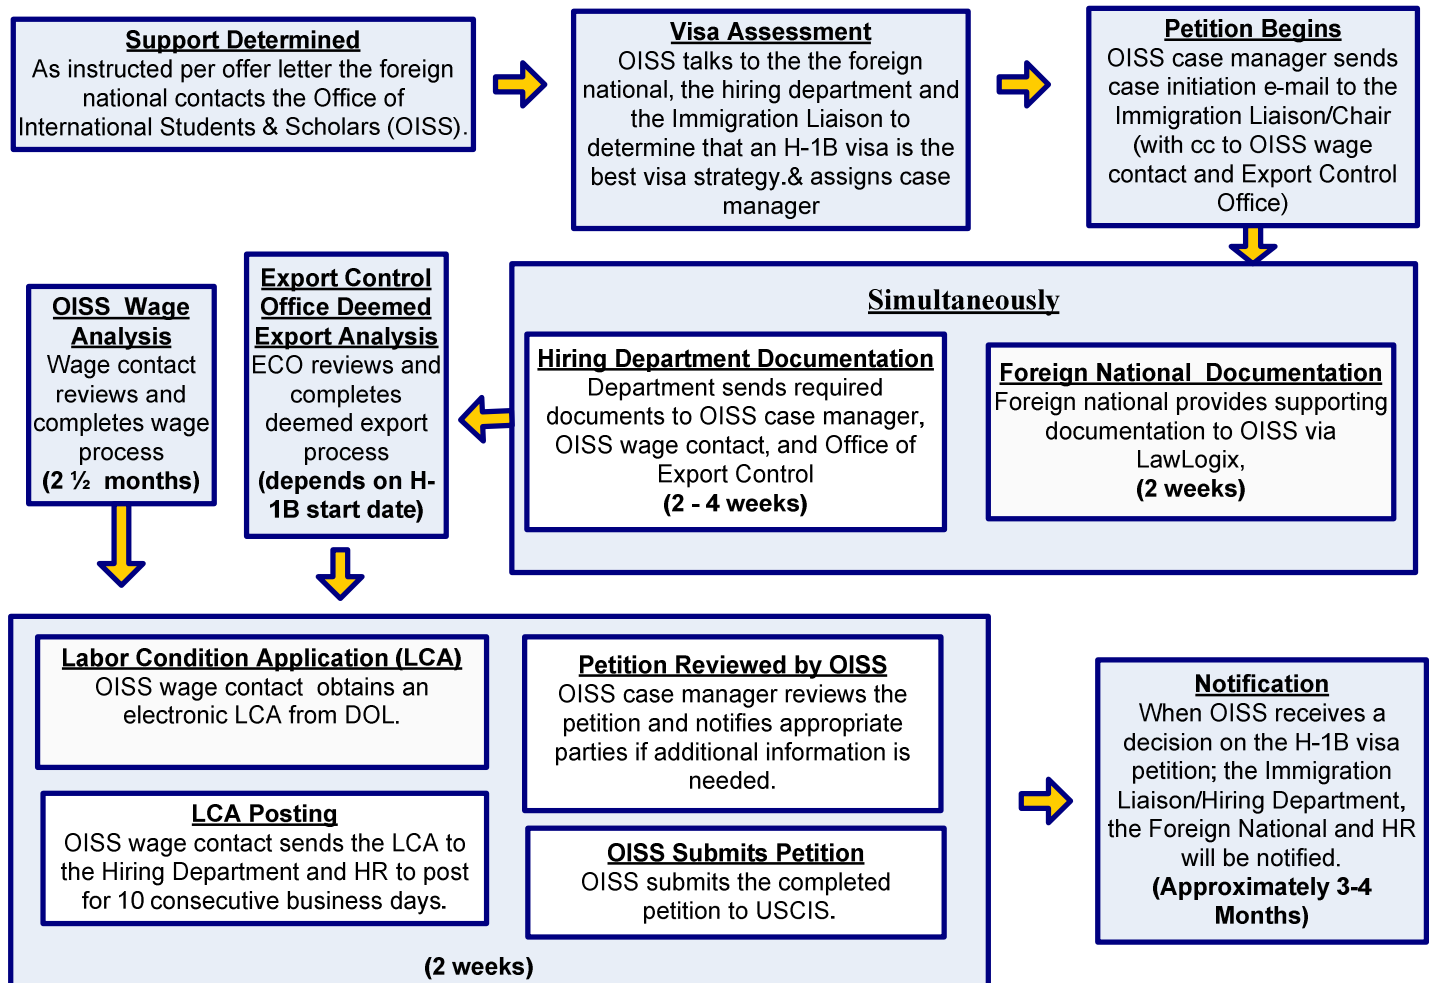 Support Determined
As instructed per offer letter the foreign
national contacts the Office of
International Students & Scholars (OISS).
Visa Assessment
OISS talks to the the foreign
national, the hiring department and
the Immigration Liaison to
determine that an H-1B visa is the
best visa strategy.& assigns case
manager
Petition Begins
OISS case manager sends
case initiation e-mail to the
Immigration Liaison/Chair
(with cc to OISS wage
contact and Export Control
Office)
Simultaneously
Hiring Department Documentation
Department sends required
documents to OISS case manager,
OISS wage contact, and Office of
Export Control
(2 - 4 weeks)
Foreign National Documentation
Foreign national provides supporting
documentation to OISS via
LawLogix,
(2 weeks)
Export Control
Office Deemed
Export Analysis
ECO reviews and
completes
deemed export
process
(depends on H-
1B start date)
OISS Wage
Analysis
Wage contact
reviews and
completes wage
process
(2 ½ months)
Labor Condition Application (LCA)
OISS wage contact obtains an
electronic LCA from DOL.
LCA Posting
OISS wage contact sends the LCA to
the Hiring Department and HR to post
for 10 consecutive business days.
Petition Reviewed by OISS
OISS case manager reviews the
petition and notifies appropriate
parties if additional information is
needed.
OISS Submits Petition
OISS submits the completed
petition to USCIS.
(2 weeks)
Notification
When OISS receives a
decision on the H-1B visa
petition; the Immigration
Liaison/Hiring Department,
the Foreign National and HR
will be notified.
(Approximately 3-4
Months)